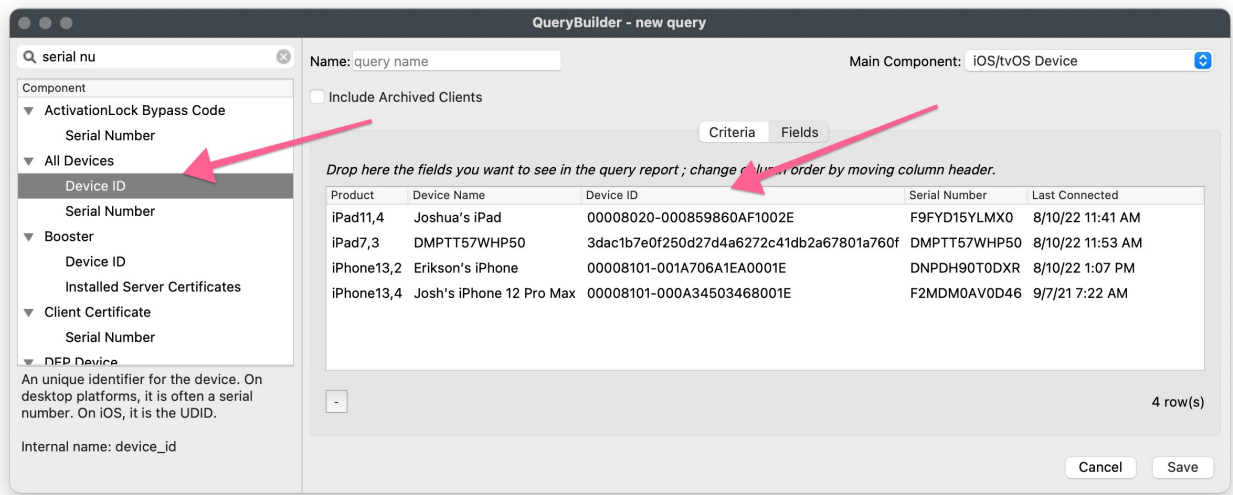 QueryBuilder - new query
serial nu
Component
ActivationLock Bypass Code
Serial Number
All Devices
Device ID
Serial Number
Booster
Device ID
Installed Server Certificates
Client Certificate
Serial Number
DEP Device
An unique identifier for the device. On
desktop platforms, it is often a serial
number. On iOS, it is the UDID.
Internal name: device_id
Name: query name
Main Component: iOS/tvOS Device
Include Archived Clients
Criteria Fields
Drop here the fields you want to see in the query report ; change column order by moving column header.
Product Device Name Device ID Serial Number Last Connected
iPad11,4 Joshua's iPad 00008020-000859860AF1002E F9FYD15YLMX0 8/10/22 11:41 AM
iPad7,3 DMPTT57WHP50 3dac1b7e0f250d27d4a6272c41db2a67801a760f DMPTT57WHP50 8/10/22 11:53 AM
iPhone13,2 Erikson's iPhone 00008101-001A706A1EA0001E DNPDH90T0DXR 8/10/22 1:07 PM
iPhone13,4 Josh's iPhone 12 Pro Max 00008101-000A34503468001E F2MDM0AV0D46 9/7/21 7:22 AM
-
4 row(s)
Cancel Save